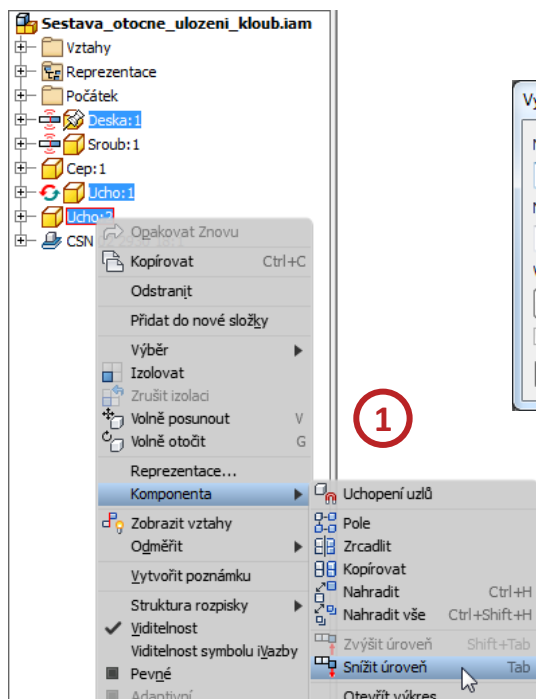 Sestava_otocne_ulozeni_kloub.iam
Vztahy
Reprezentace
Počátek
Deska:1
Sroub:1
Cep:1
Ucho:1
Ucho:2
CSN
Opakovat Znovu
Kopírovat Ctrl+C
Odstranit
Přidat do nové složky
Výběr
Izolovat
Zrušit izolaci
Volně posunout V
Volně otočit G
1
Reprezentace...
Komponenta
Uchopení uzlů
Zobrazit vztahy
Pole
Odměřit
Zrcadlit
Kopírovat
Vytvořit poznámku
Nahradit Ctrl+H
Struktura rozpisky
Nahradit vše Ctrl+Shift+H
Viditelnost
Zvýšit úroveň Shift+Tab
Viditelnost symbolu iVazby
Snížit úroveň Tab
Pevné
Adaptivní
Otevřít výkres